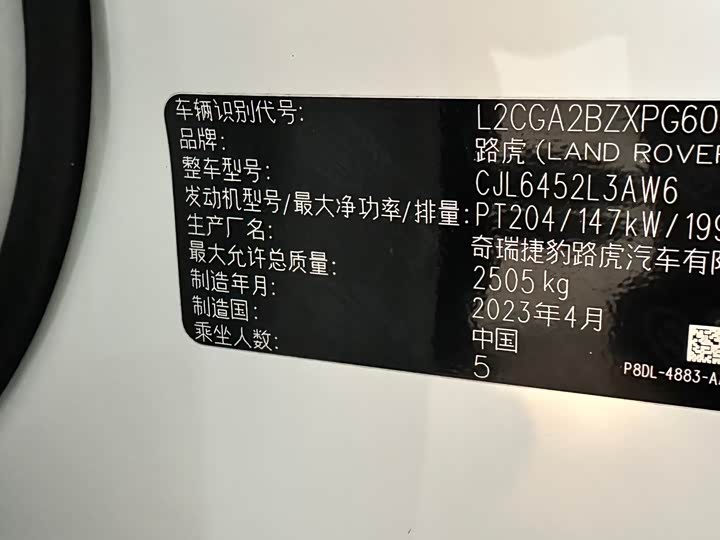 车辆识别代号: L2CGA2BZXPG60
品牌: 路虎 (LAND ROVER
整车型号: CJL6452L3AW6
发动机型号/最大净功率/排量: PT204/147kW/199
生产厂名: 奇瑞捷豹路虎汽车有限
最大允许总质量: 2505 kg
制造年月: 2023年4月
制造国: 中国
乘坐人数: 5
P8DL-4883-A